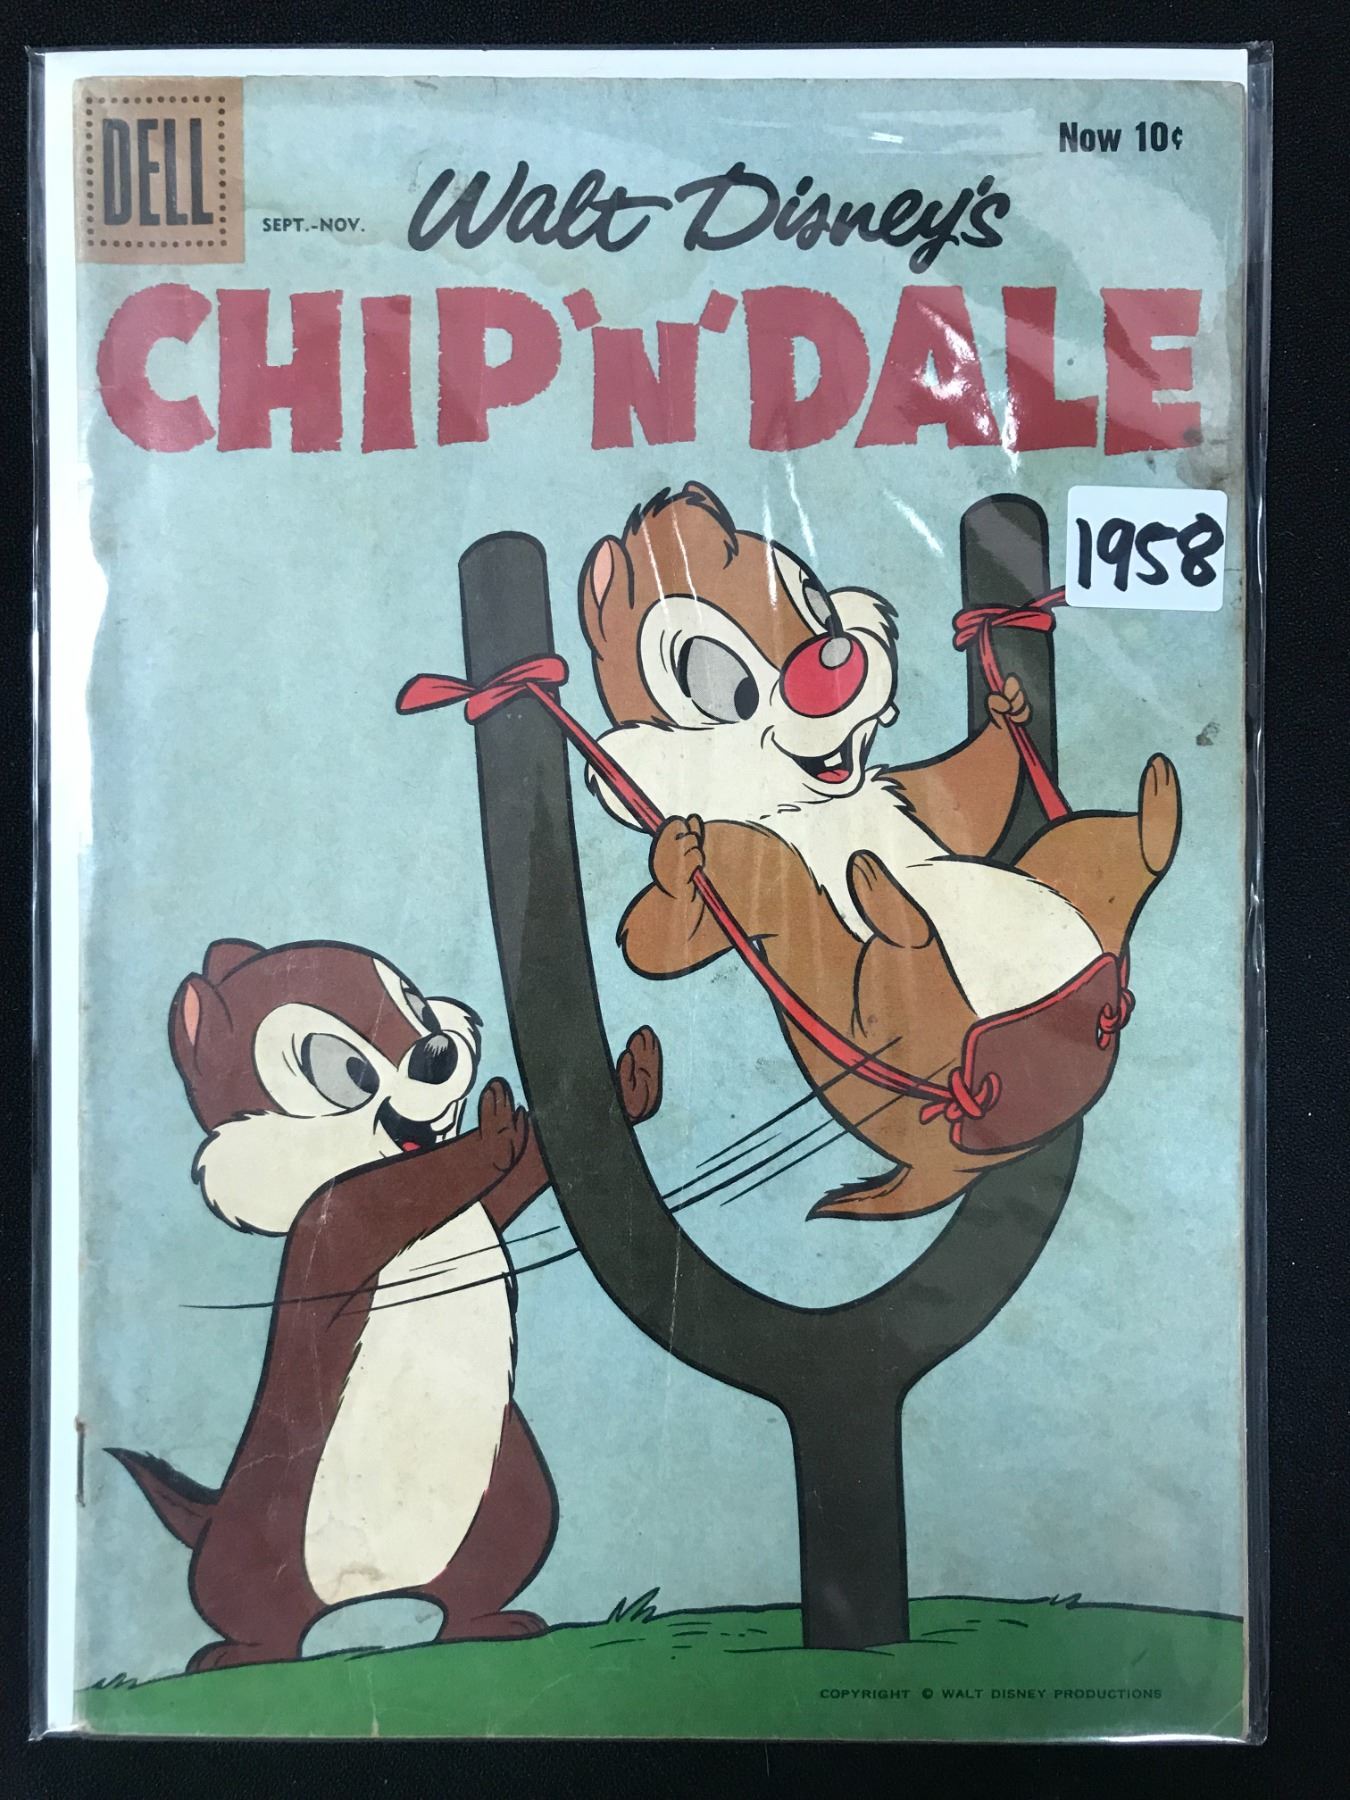 DELL
Now 10¢
SEPT.-NOV.
Walt Disney's
CHIP 'N' DALE
1958
COPYRIGHT © WALT DISNEY PRODUCTIONS